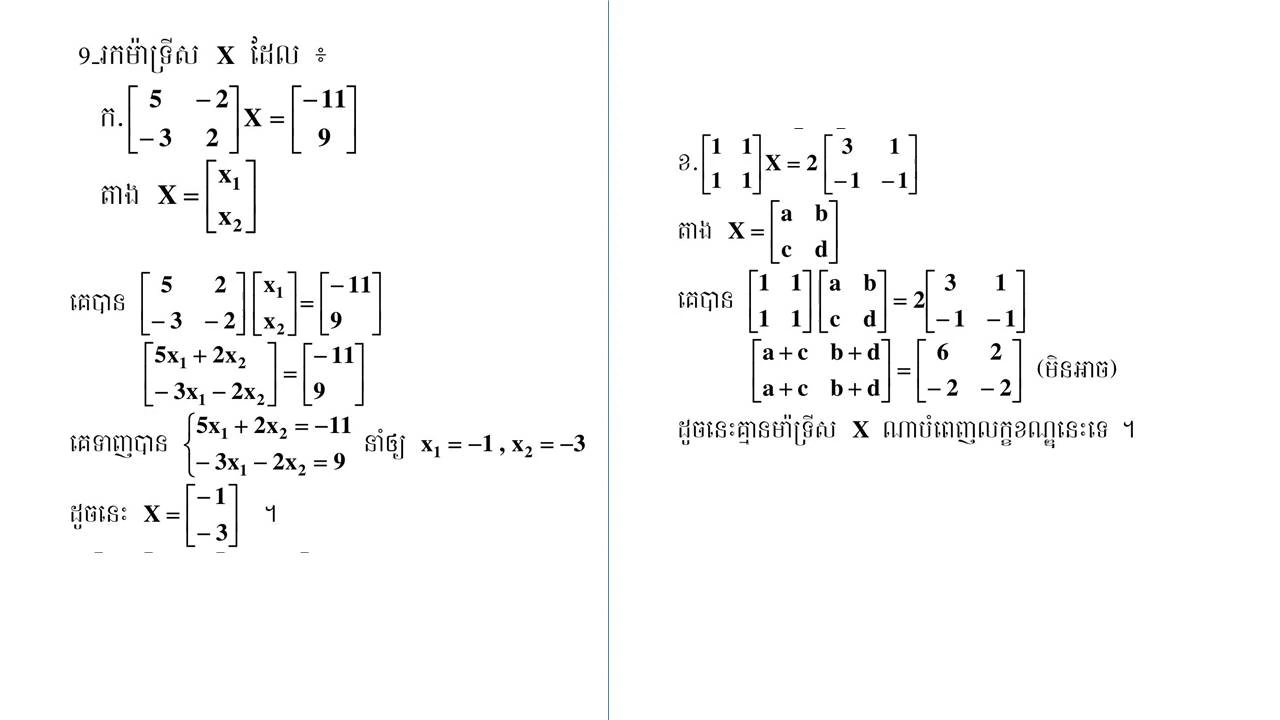 ១_រកម៉ាទ្រីស X ដែល ៖
ក. [5 −2; −3 2] X = [−11; 9]
តាង X = [x₁; x₂]
គេបាន [5 2; −3 −2] [x₁; x₂] = [−11; 9]
[5x₁ + 2x₂; −3x₁ − 2x₂] = [−11; 9]
គេទាញបាន {5x₁ + 2x₂ = −11; −3x₁ − 2x₂ = 9 នាំឲ្យ x₁ = −1 , x₂ = −3
ដូចនេះ X = [−1; −3] ។
ខ. [1 1; 1 1] X = 2 [3 1; −1 −1]
តាង X = [a b; c d]
គេបាន [1 1; 1 1] [a b; c d] = 2 [3 1; −1 −1]
[a + c b + d; a + c b + d] = [6 2; −2 −2] (មិនអាច)
ដូចនេះគ្មានម៉ាទ្រីស X ណាបំពេញលក្ខខណ្ឌនេះទេ ។